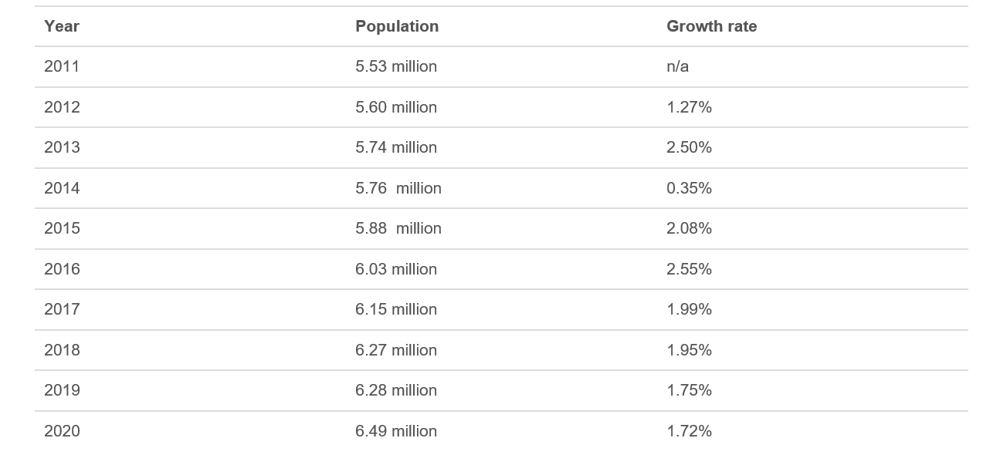 Year Population Growth rate
2011 5.53 million n/a
2012 5.60 million 1.27%
2013 5.74 million 2.50%
2014 5.76  million 0.35%
2015 5.88  million 2.08%
2016 6.03 million 2.55%
2017 6.15 million 1.99%
2018 6.27 million 1.95%
2019 6.28 million 1.75%
2020 6.49 million 1.72%